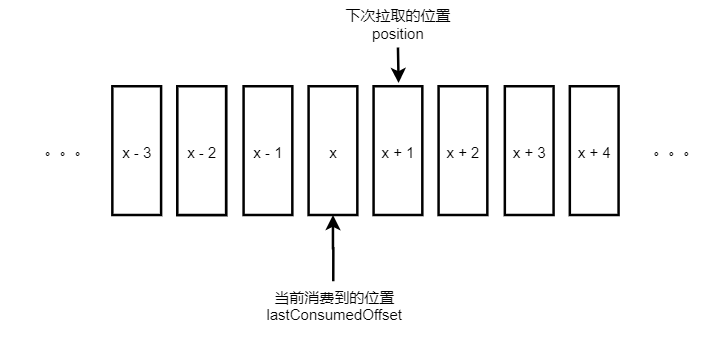 下次拉取的位置
position
。。。 x - 3 x - 2 x - 1 x x + 1 x + 2 x + 3 x + 4 。。。
当前消费到的位置
lastConsumedOffset